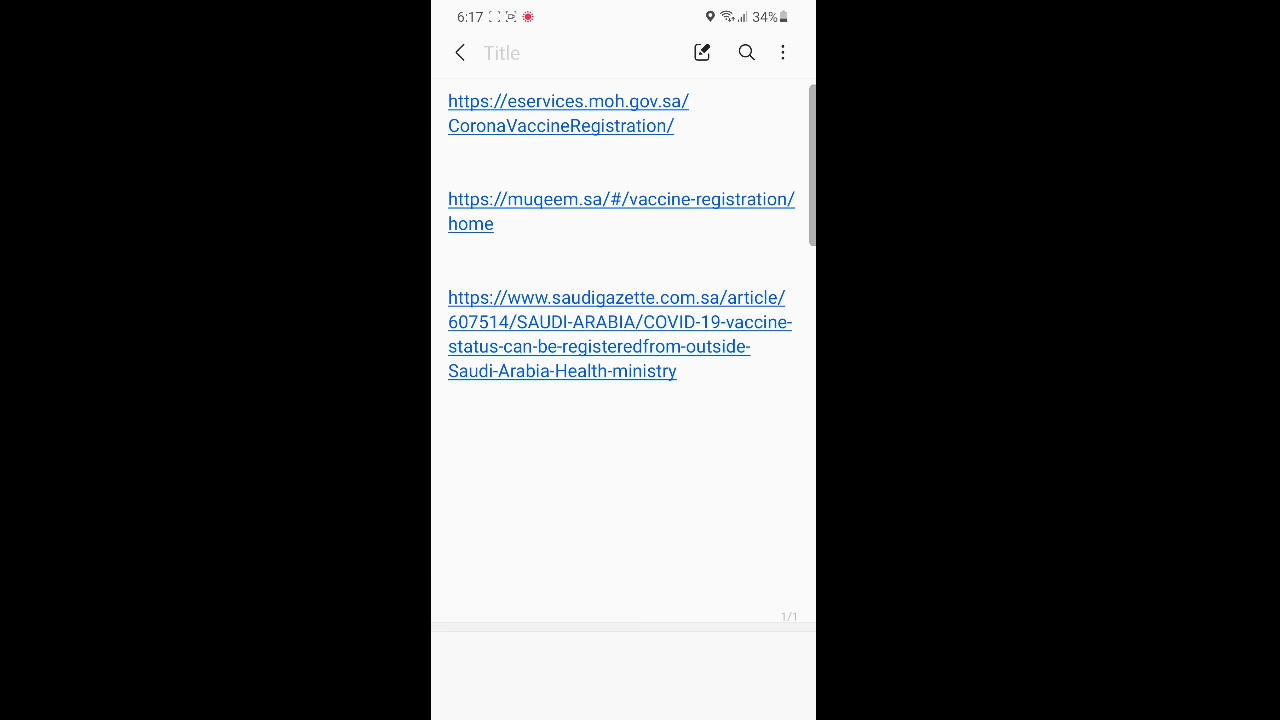 6:17 34%
Title
https://eservices.moh.gov.sa/
CoronaVaccineRegistration/
https://muqeem.sa/#/vaccine-registration/
home
https://www.saudigazette.com.sa/article/
607514/SAUDI-ARABIA/COVID-19-vaccine-
status-can-be-registeredfrom-outside-
Saudi-Arabia-Health-ministry
1/1